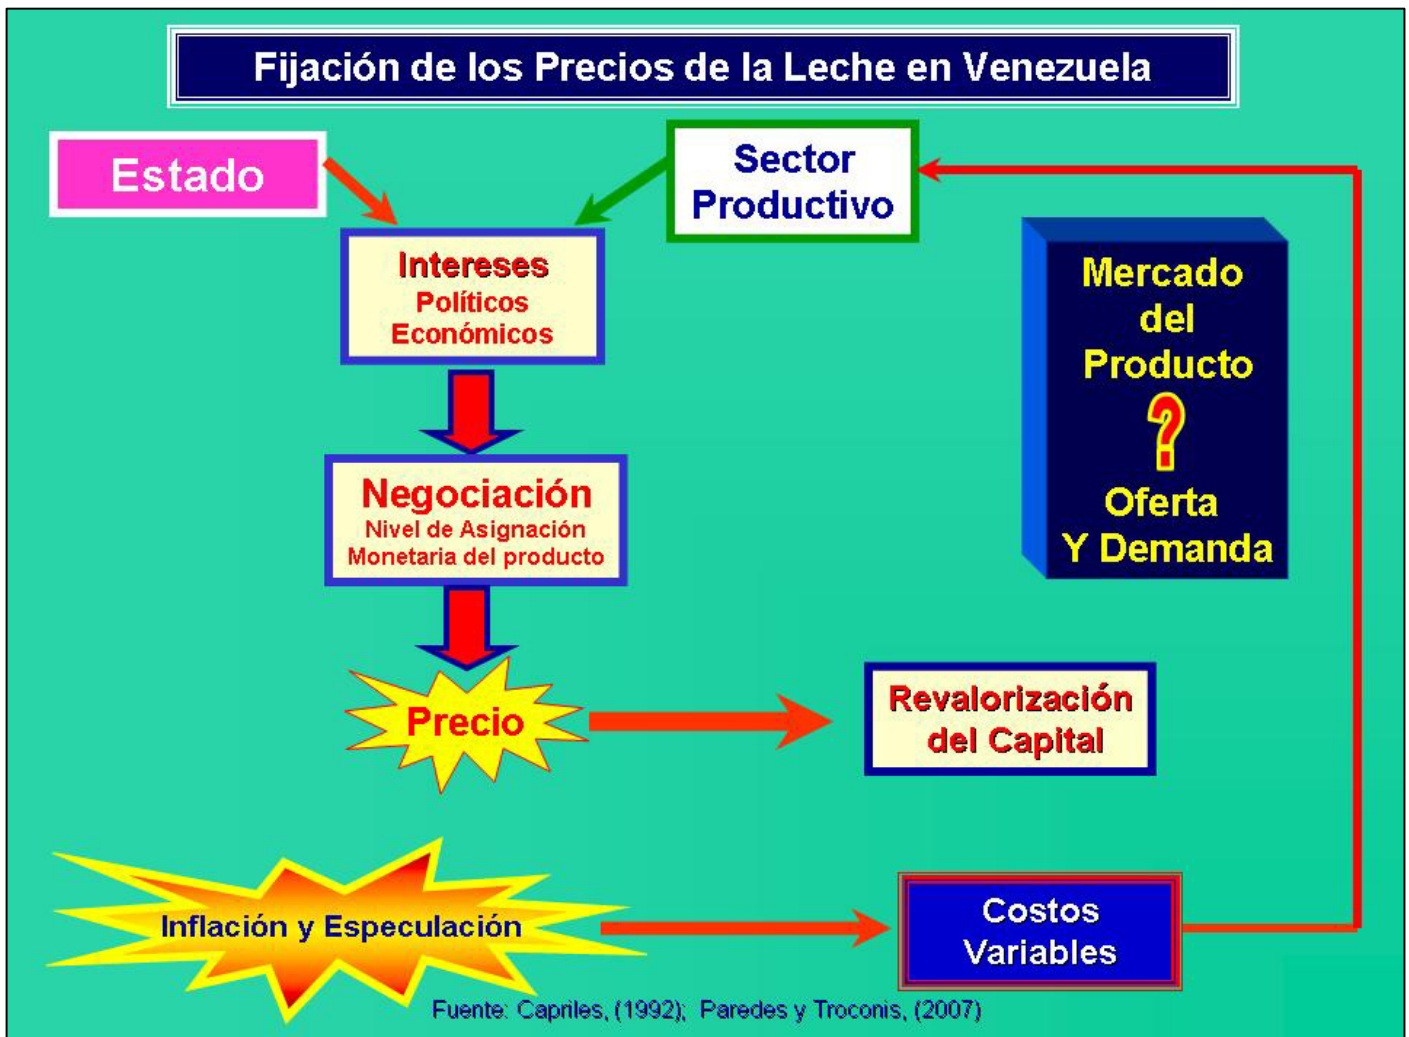 Fijación de los Precios de la Leche en Venezuela
Estado
Sector
Productivo
Intereses
Políticos
Económicos
Mercado
del
Producto
?
Oferta
Y Demanda
Negociación
Nivel de Asignación
Monetaria del producto
Precio
Revalorización
del Capital
Inflación y Especulación
Costos
Variables
Fuente: Capriles, (1992); Paredes y Troconis, (2007)